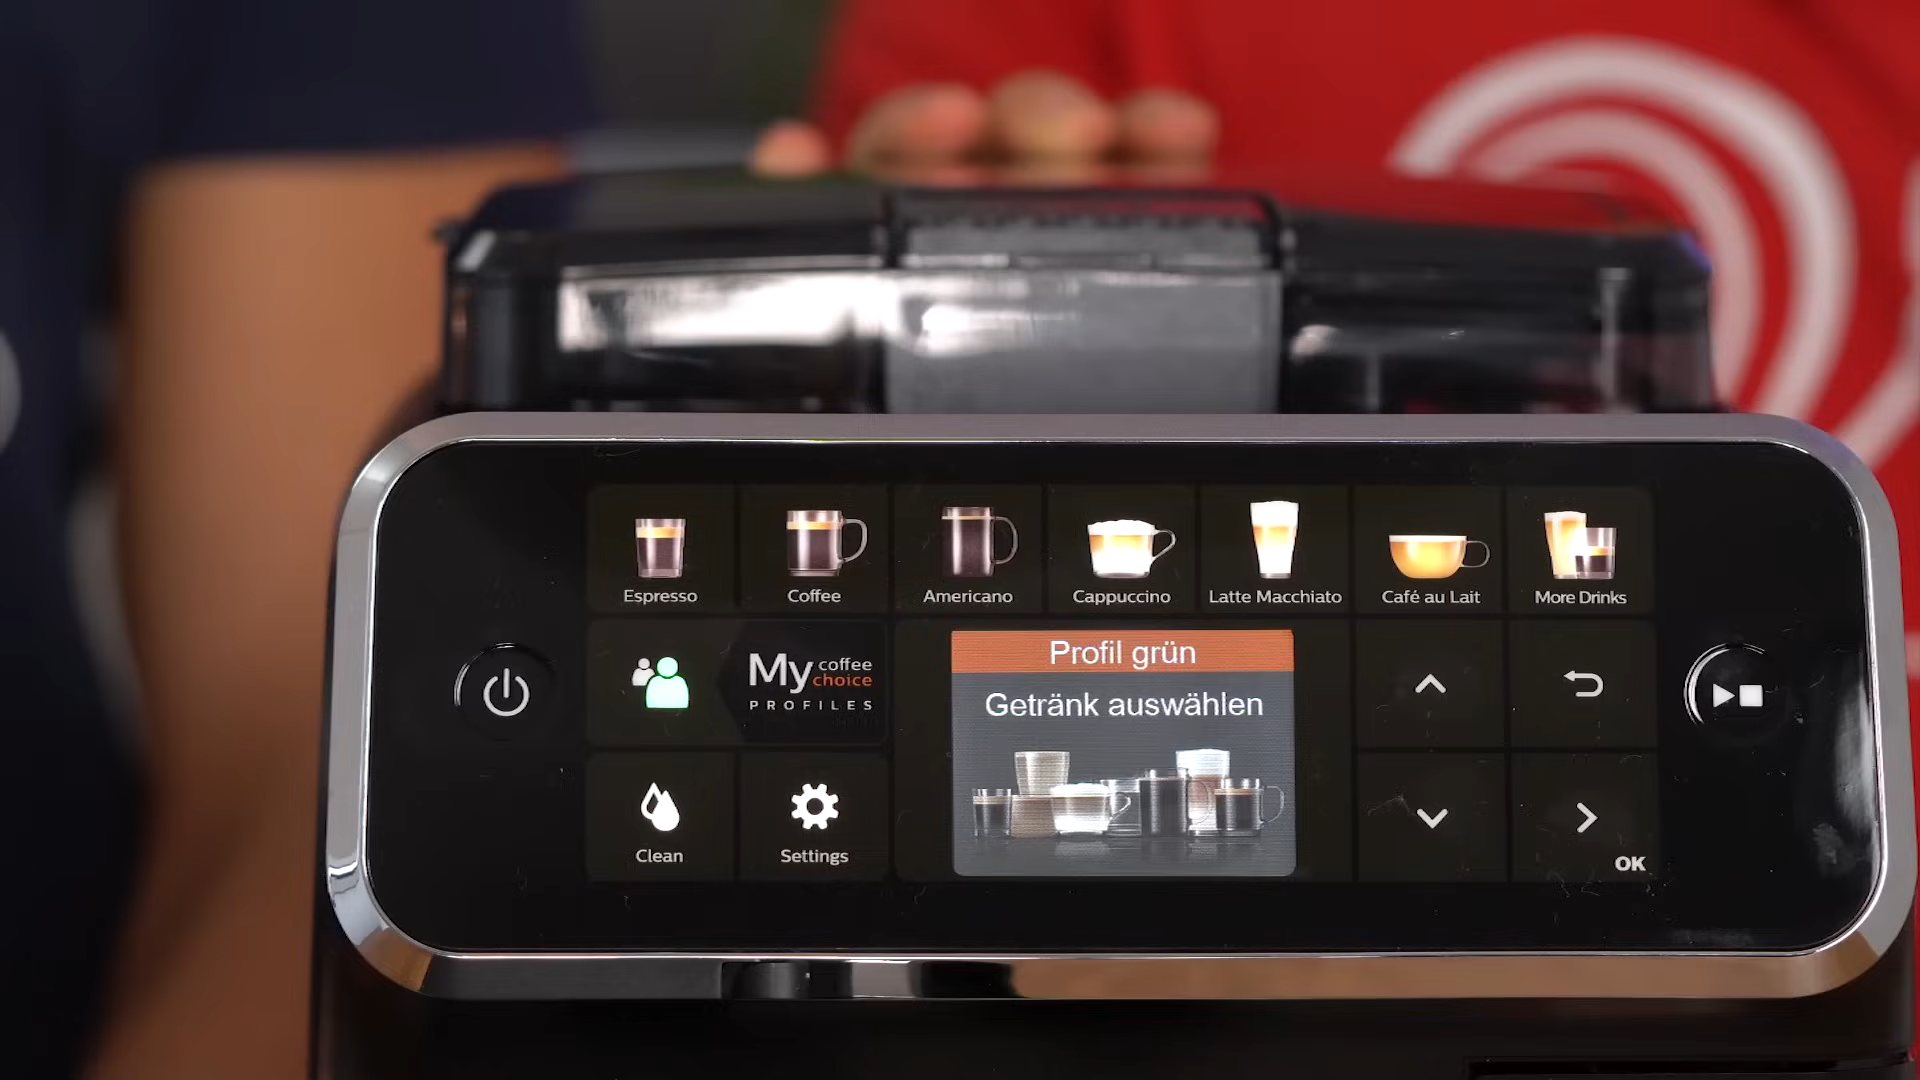 Espresso
Coffee
Americano
Cappuccino
Latte Macchiato
Café au Lait
More Drinks
My coffee choice
PROFILES
Profil grün
Getränk auswählen
Clean
Settings
OK